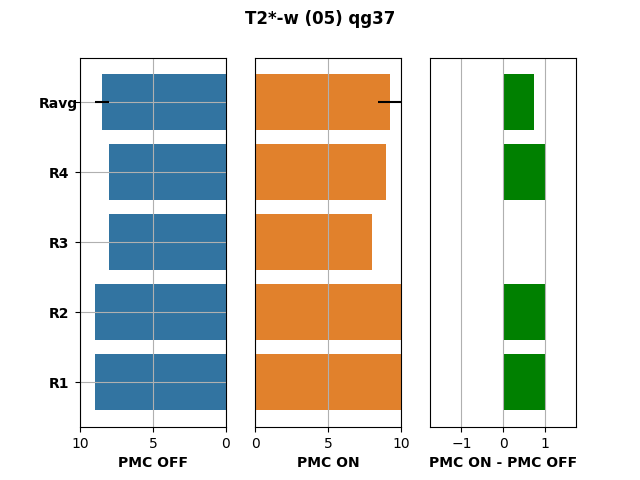 T2*-w (05) qg37
Ravg
R4
R3
R2
R1
10 5 0
0 5 10
−1 0 1
PMC OFF
PMC ON
PMC ON - PMC OFF